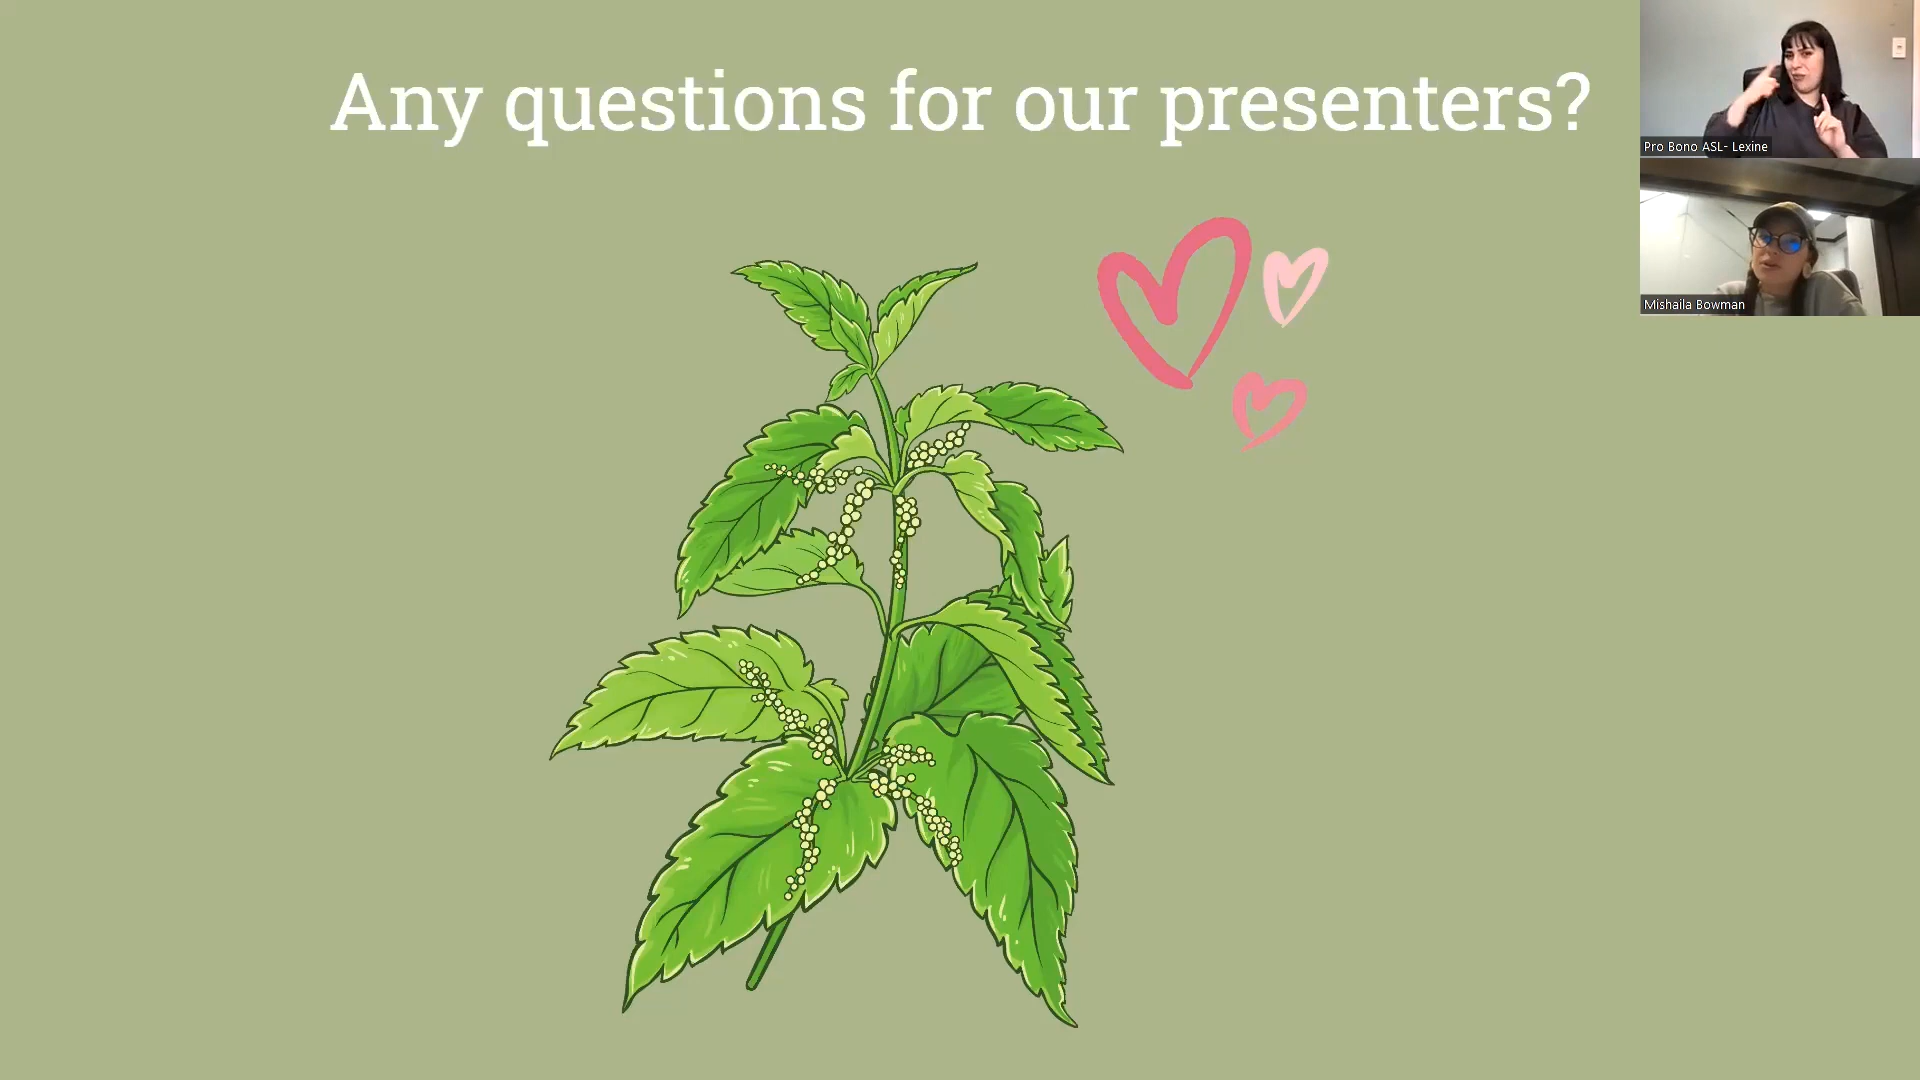 Any questions for our presenters?
Pro Bono ASL- Lexine
Mishaila Bowman